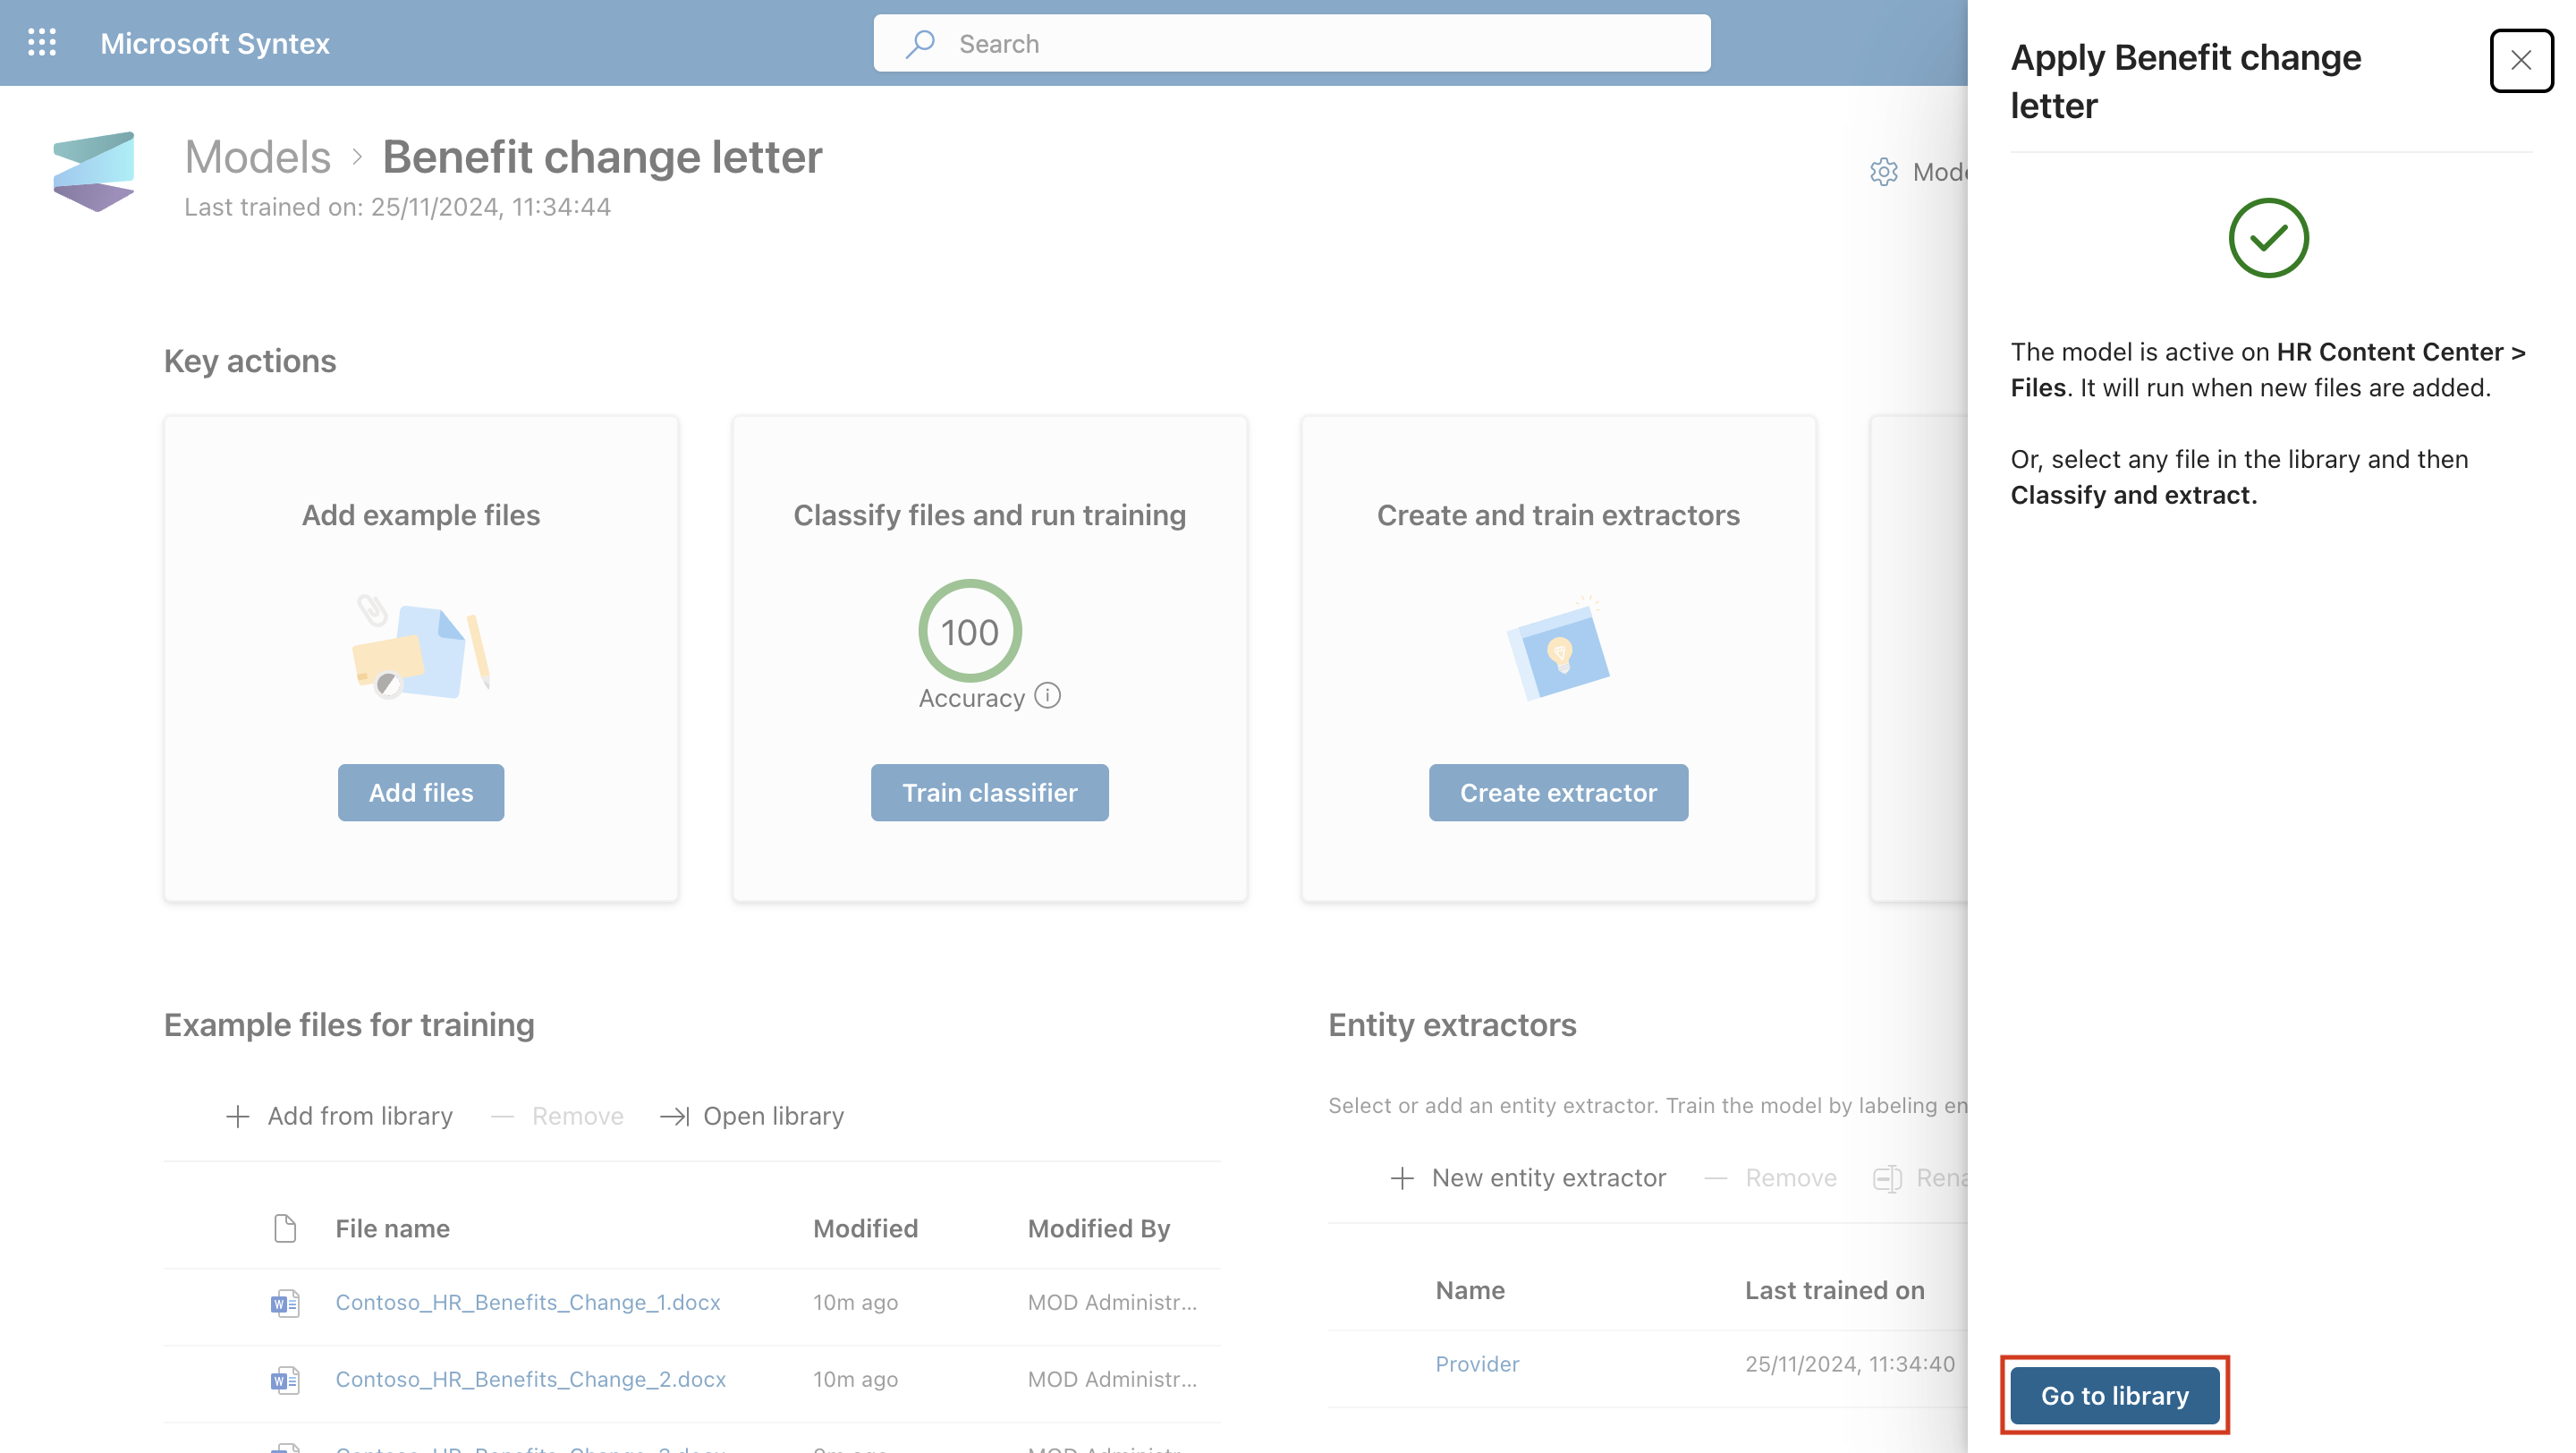 Microsoft Syntex
Search
Models > Benefit change letter
Last trained on: 25/11/2024, 11:34:44
Key actions
Add example files
Add files
Classify files and run training
100
Accuracy
Train classifier
Create and train extractors
Create extractor
Example files for training
Add from library
Remove
Open library
File name Modified Modified By
Contoso_HR_Benefits_Change_1.docx 10m ago MOD Administr...
Contoso_HR_Benefits_Change_2.docx 10m ago MOD Administr...
Entity extractors
Select or add an entity extractor. Train the model by labeling en
New entity extractor
Remove
Rena
Name Last trained on
Provider 25/11/2024, 11:34:40
Apply Benefit change
letter
The model is active on HR Content Center >
Files. It will run when new files are added.
Or, select any file in the library and then
Classify and extract.
Go to library